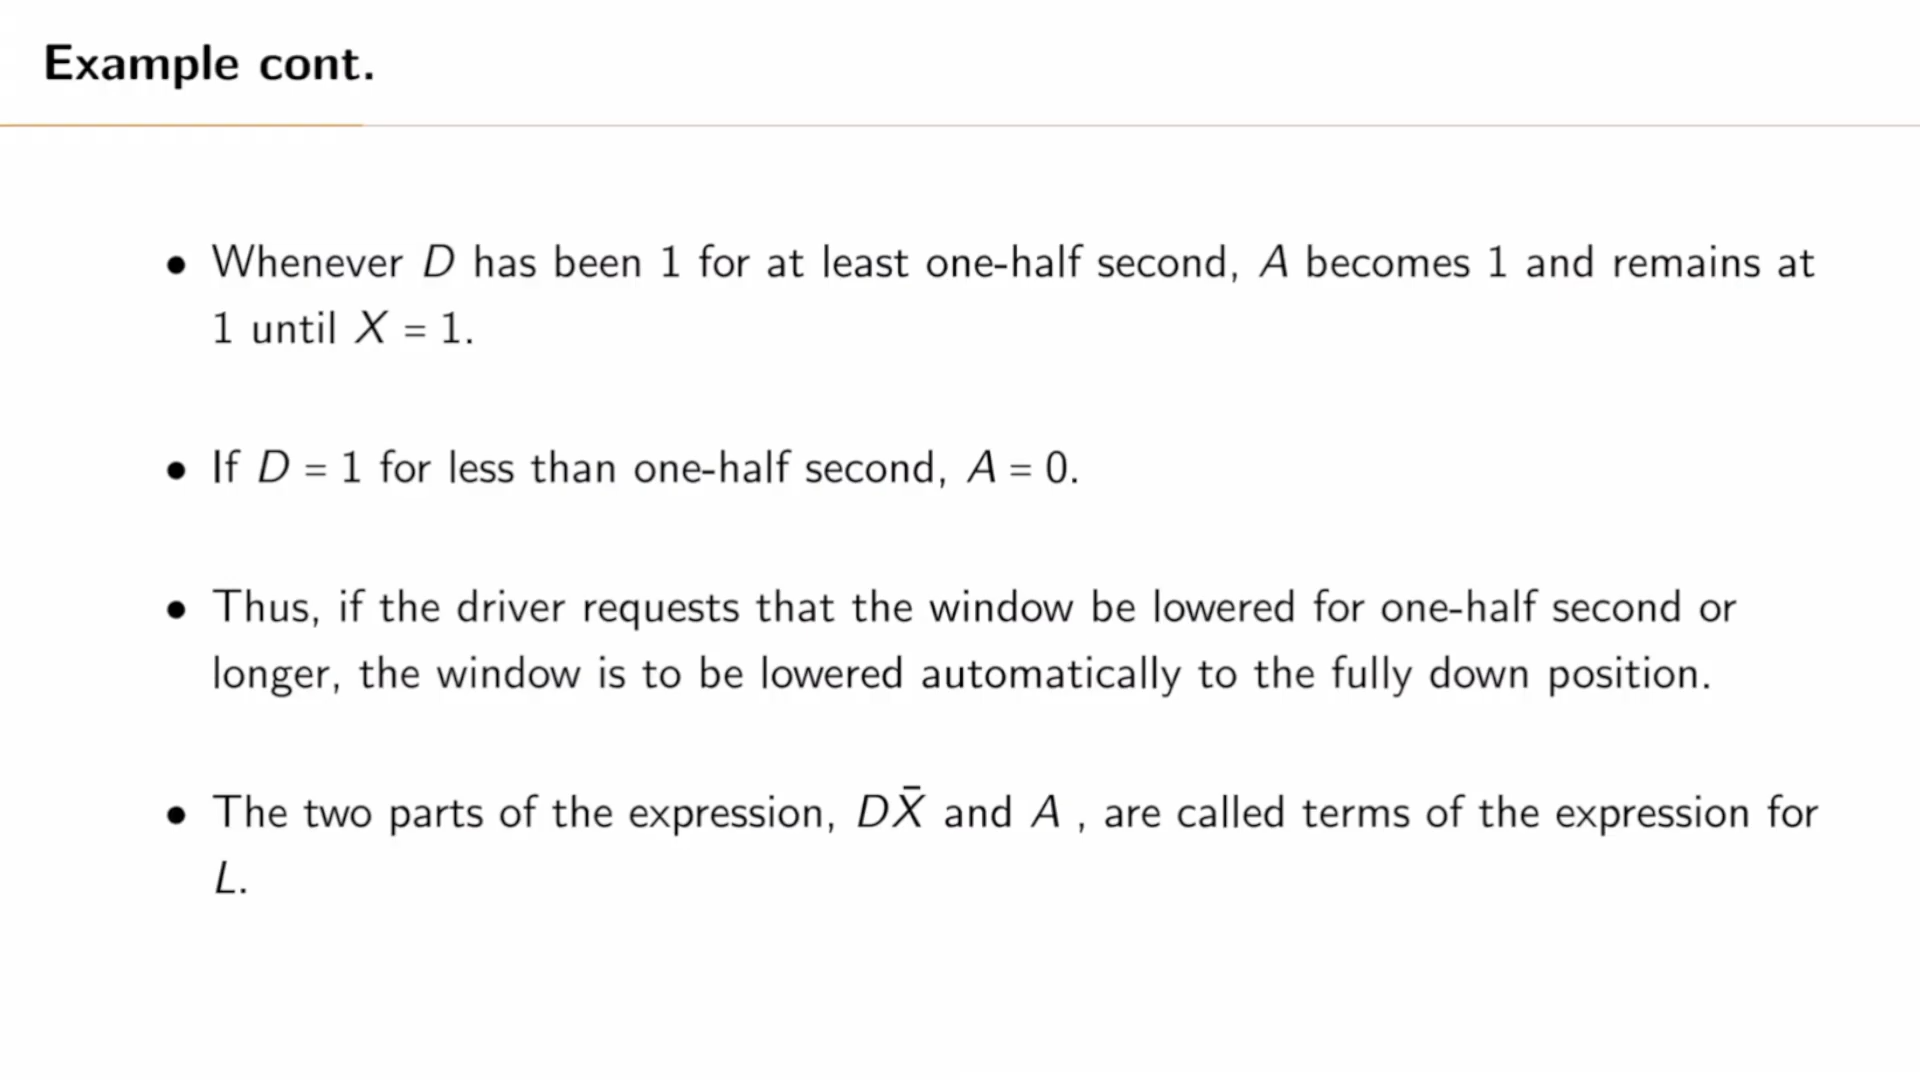 Example cont.
• Whenever D has been 1 for at least one-half second, A becomes 1 and remains at
1 until X = 1.
• If D = 1 for less than one-half second, A = 0.
• Thus, if the driver requests that the window be lowered for one-half second or
longer, the window is to be lowered automatically to the fully down position.
• The two parts of the expression, DX̄ and A , are called terms of the expression for
L.